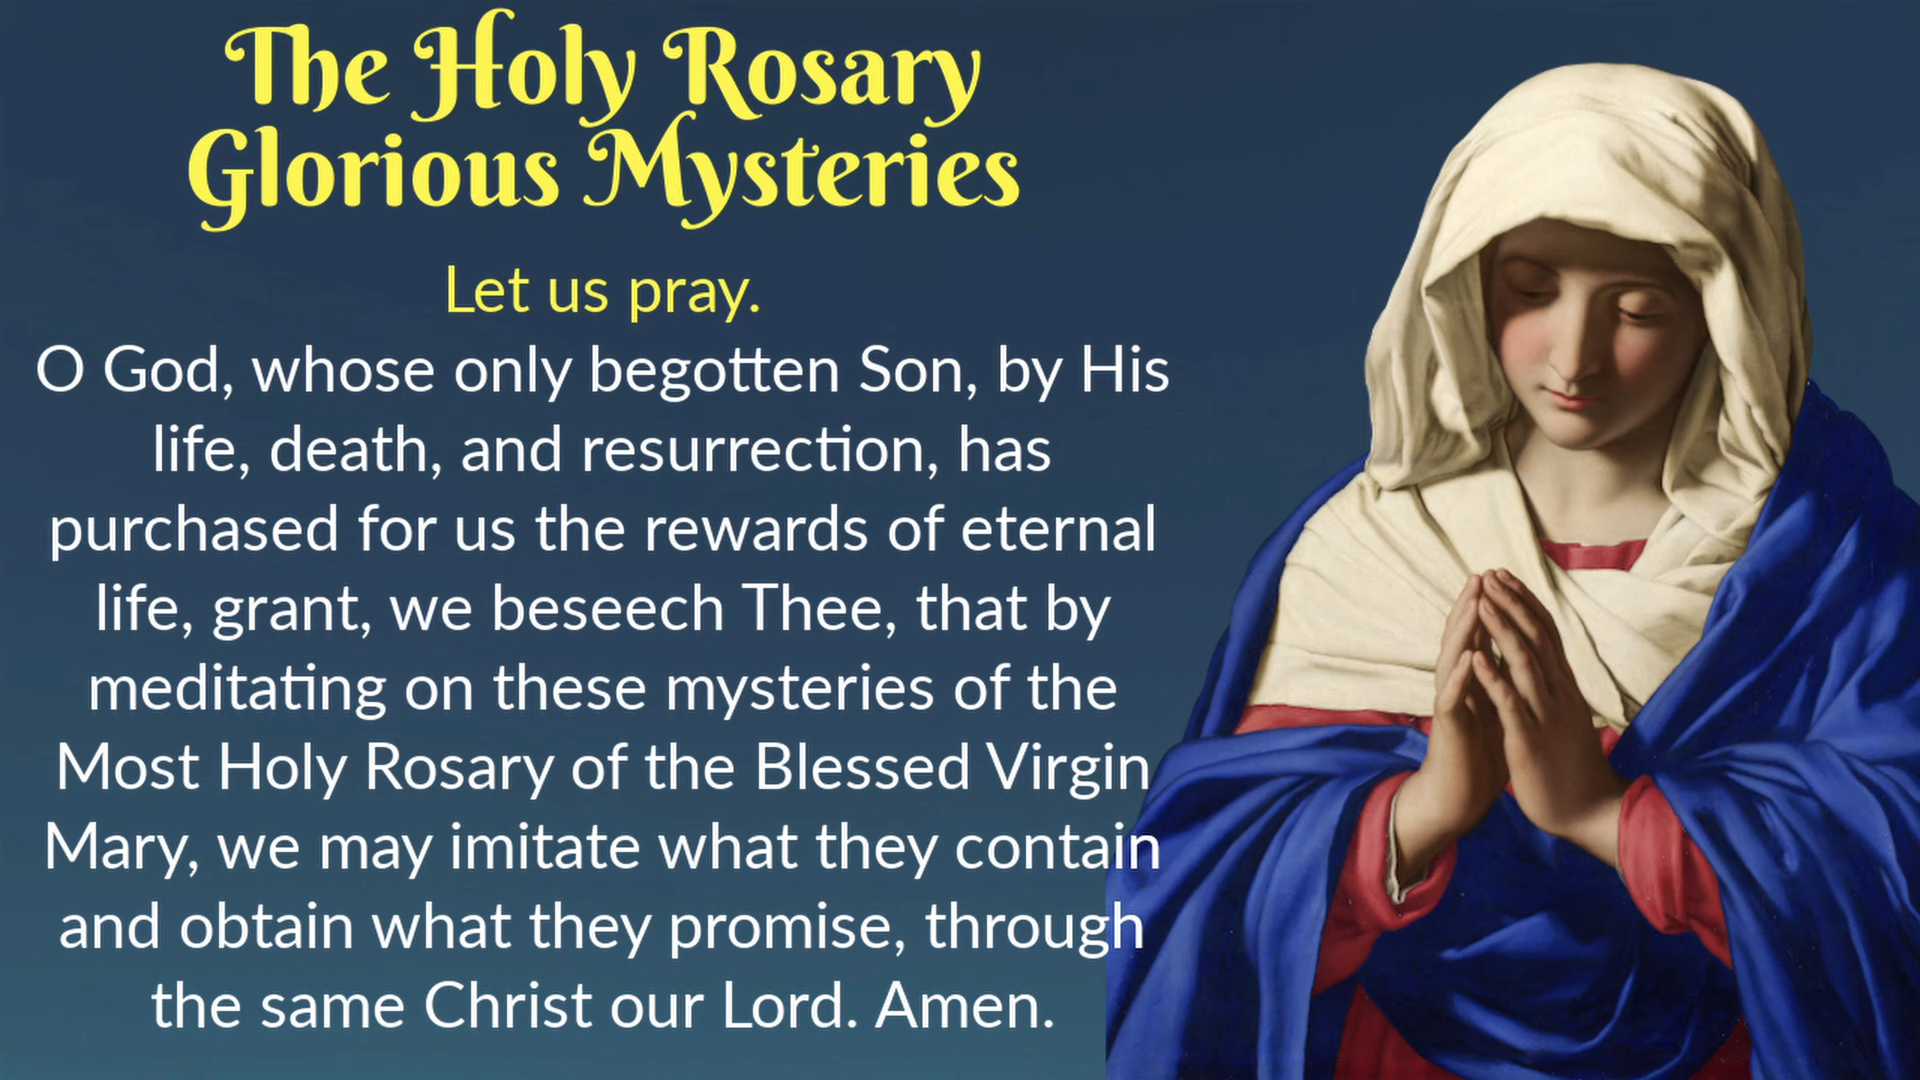 The Holy Rosary
Glorious Mysteries
Let us pray.
O God, whose only begotten Son, by His
life, death, and resurrection, has
purchased for us the rewards of eternal
life, grant, we beseech Thee, that by
meditating on these mysteries of the
Most Holy Rosary of the Blessed Virgin
Mary, we may imitate what they contain
and obtain what they promise, through
the same Christ our Lord. Amen.